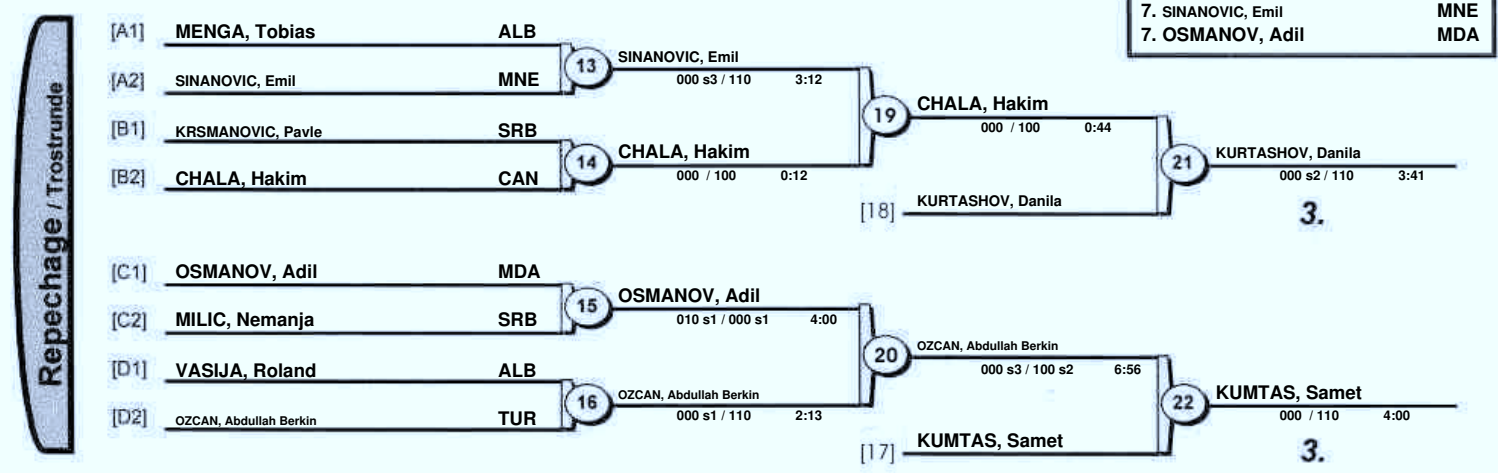 7. SINANOVIC, Emil MNE
7. OSMANOV, Adil MDA
Repechage / Trostrunde
[A1] MENGA, Tobias ALB
[A2] SINANOVIC, Emil MNE
13 SINANOVIC, Emil
000 s3 / 110 3:12
[B1] KRSMANOVIC, Pavle SRB
[B2] CHALA, Hakim CAN
14 CHALA, Hakim
000 / 100 0:12
19 CHALA, Hakim
000 / 100 0:44
[18] KURTASHOV, Danila
21 KURTASHOV, Danila
000 s2 / 110 3:41
3.
[C1] OSMANOV, Adil MDA
[C2] MILIC, Nemanja SRB
15 OSMANOV, Adil
010 s1 / 000 s1 4:00
[D1] VASIJA, Roland ALB
[D2] OZCAN, Abdullah Berkin TUR
16 OZCAN, Abdullah Berkin
000 s1 / 110 2:13
20 OZCAN, Abdullah Berkin
000 s3 / 100 s2 6:56
[17] KUMTAS, Samet
22 KUMTAS, Samet
000 / 110 4:00
3.